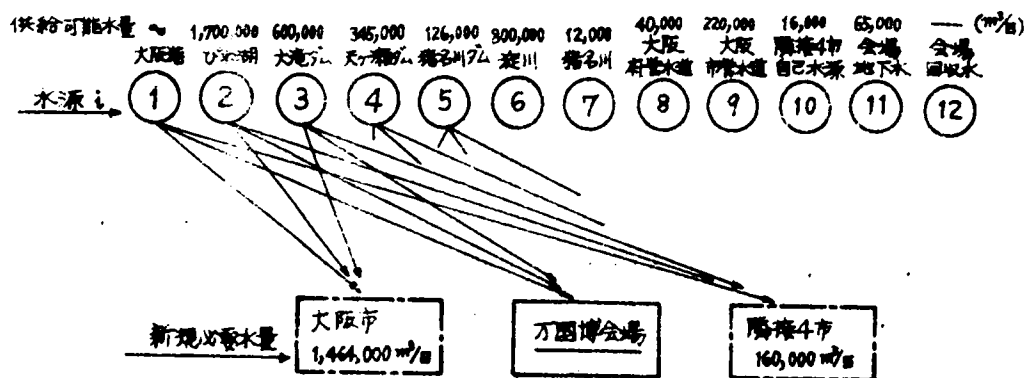 供給可能水量 ∞ 1,700,000 600,000 345,000 126,000 800,000 12,000 40,000 220,000 16,000 65,000 — (m³/日)
大阪湾 びわ湖 大滝ダム 天ヶ瀬ダム 猪名川ダム 淀川 猪名川 大阪府営水道 大阪市営水道 隣接4市自己水源 会場地下水 会場回収水
水源 i 1 2 3 4 5 6 7 8 9 10 11 12
新規必要水量
大阪市
1,464,000 m³/日
万国博会場
隣接4市
160,000 m³/日